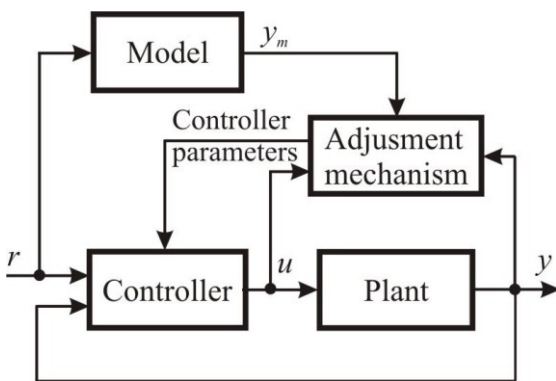 Model
y_m
Controller
parameters
Adjusment
mechanism
r
Controller
u
Plant
y